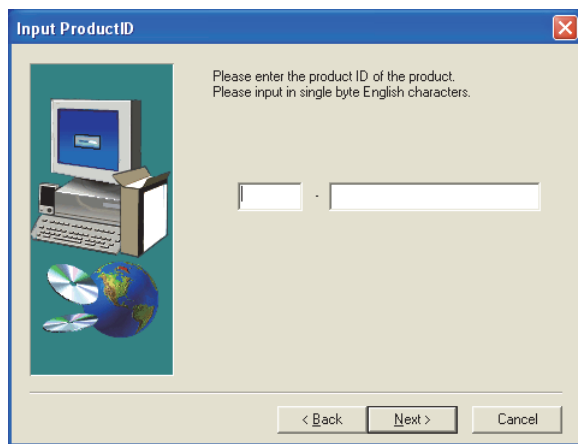 Input ProductID
Please enter the product ID of the product.
Please input in single byte English characters.
-
< Back
Next >
Cancel